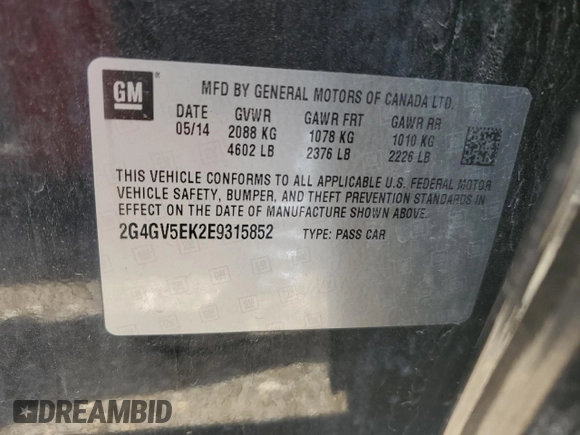 GM
MFD BY GENERAL MOTORS OF CANADA LTD.
DATE GVWR GAWR FRT GAWR RR
05/14 2088 KG 1078 KG 1010 KG
4602 LB 2376 LB 2226 LB
THIS VEHICLE CONFORMS TO ALL APPLICABLE U.S. FEDERAL MOTOR
VEHICLE SAFETY, BUMPER, AND THEFT PREVENTION STANDARDS
IN EFFECT ON THE DATE OF MANUFACTURE SHOWN ABOVE.
2G4GV5EK2E9315852 TYPE: PASS CAR
DREAMBID